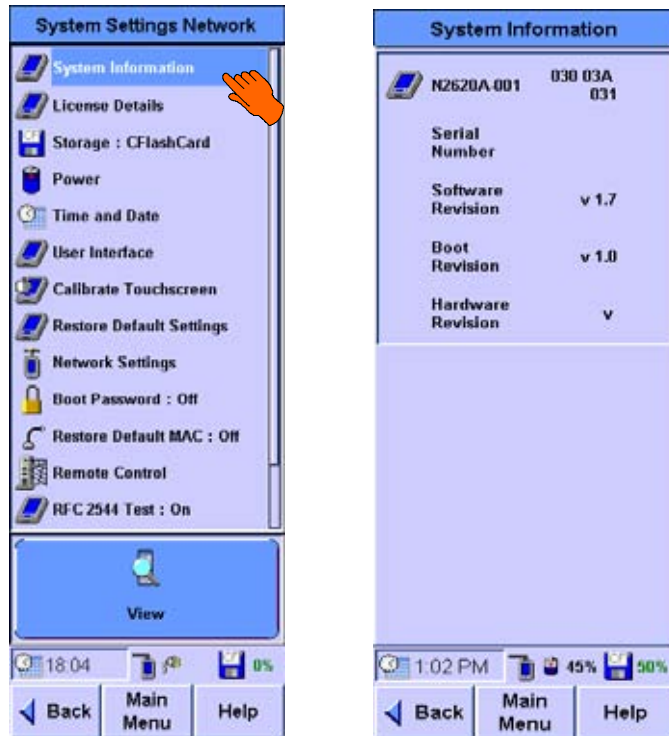 System Settings Network
System Information
License Details
Storage : CFlashCard
Power
Time and Date
User Interface
Calibrate Touchscreen
Restore Default Settings
Network Settings
Boot Password : Off
Restore Default MAC : Off
Remote Control
RFC 2544 Test : On
View
18:04
0%
Back
Main
Menu
Help
System Information
N2620A-001 030 03A
031
Serial
Number
Software
Revision v 1.7
Boot
Revision v 1.0
Hardware
Revision v
1:02 PM 45% 50%
Back
Main
Menu
Help